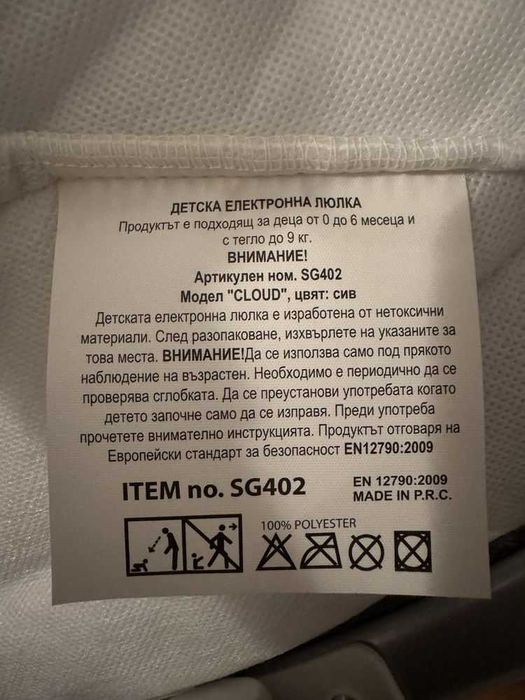 ДЕТСКА ЕЛЕКТРОННА ЛЮЛКА
Продуктът е подходящ за деца от 0 до 6 месеца и
с тегло до 9 кг.
ВНИМАНИЕ!
Артикулен ном. SG402
Модел "CLOUD", цвят: сив
Детската електронна люлка е изработена от нетоксични
материали. След разопаковане, изхвърлете на указаните за
това места. ВНИМАНИЕ!Да се използва само под прякото
наблюдение на възрастен. Необходимо е периодично да се
проверява сглобката. Да се преустанови употребата когато
детето започне само да се изправя. Преди употреба
прочетете внимателно инструкцията. Продуктът отговаря на
Европейски стандарт за безопасност EN12790:2009
ITEM no. SG402
EN 12790:2009
MADE IN P.R.C.
100% POLYESTER